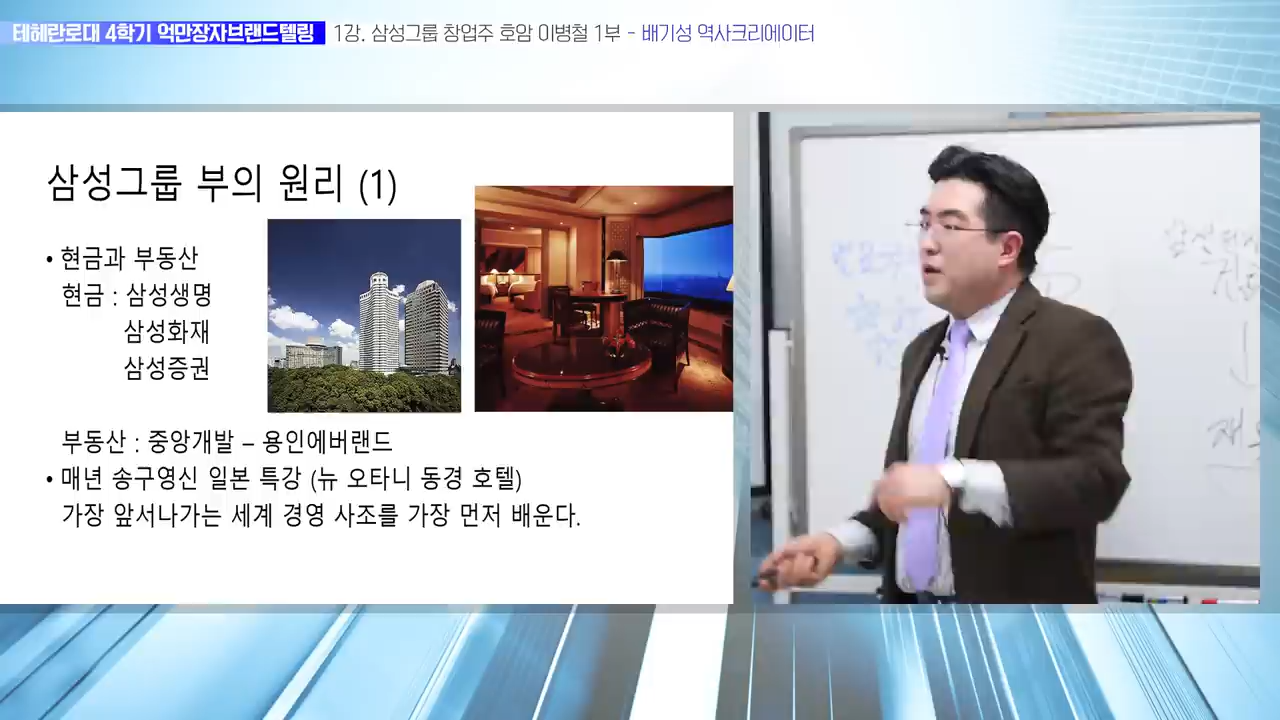 테헤란로대 4학기 억만장자브랜드텔링 1강. 삼성그룹 창업주 호암 이병철 1부 - 배기성 역사크리에이터
삼성그룹 부의 원리 (1)
• 현금과 부동산
현금 : 삼성생명
삼성화재
삼성증권
부동산 : 중앙개발 – 용인에버랜드
• 매년 송구영신 일본 특강 (뉴 오타니 동경 호텔)
가장 앞서나가는 세계 경영 사조를 가장 먼저 배운다.